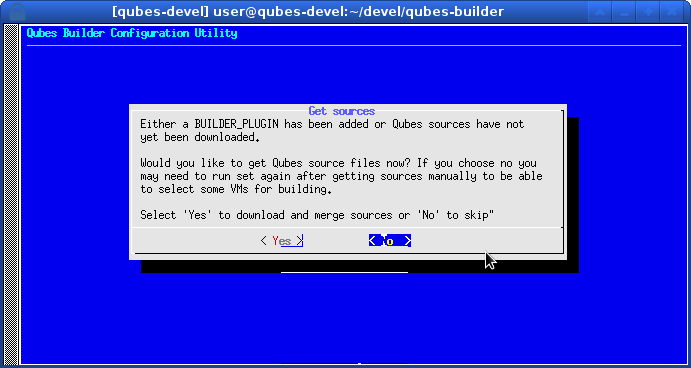 [qubes-devel] user@qubes-devel:~/devel/qubes-builder
Qubes Builder Configuration Utility
Get sources
Either a BUILDER_PLUGIN has been added or Qubes sources have not
yet been downloaded.
Would you like to get Qubes source files now? If you choose no you
may need to run set again after getting sources manually to be able
to select some VMs for building.
Select 'Yes' to download and merge sources or 'No' to skip"
< Yes > < No >